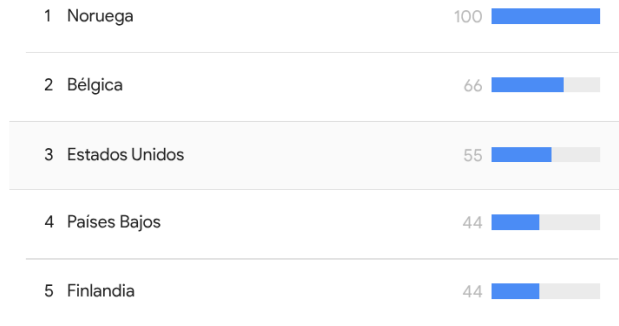 1 Noruega 100
2 Bélgica 66
3 Estados Unidos 55
4 Países Bajos 44
5 Finlandia 44